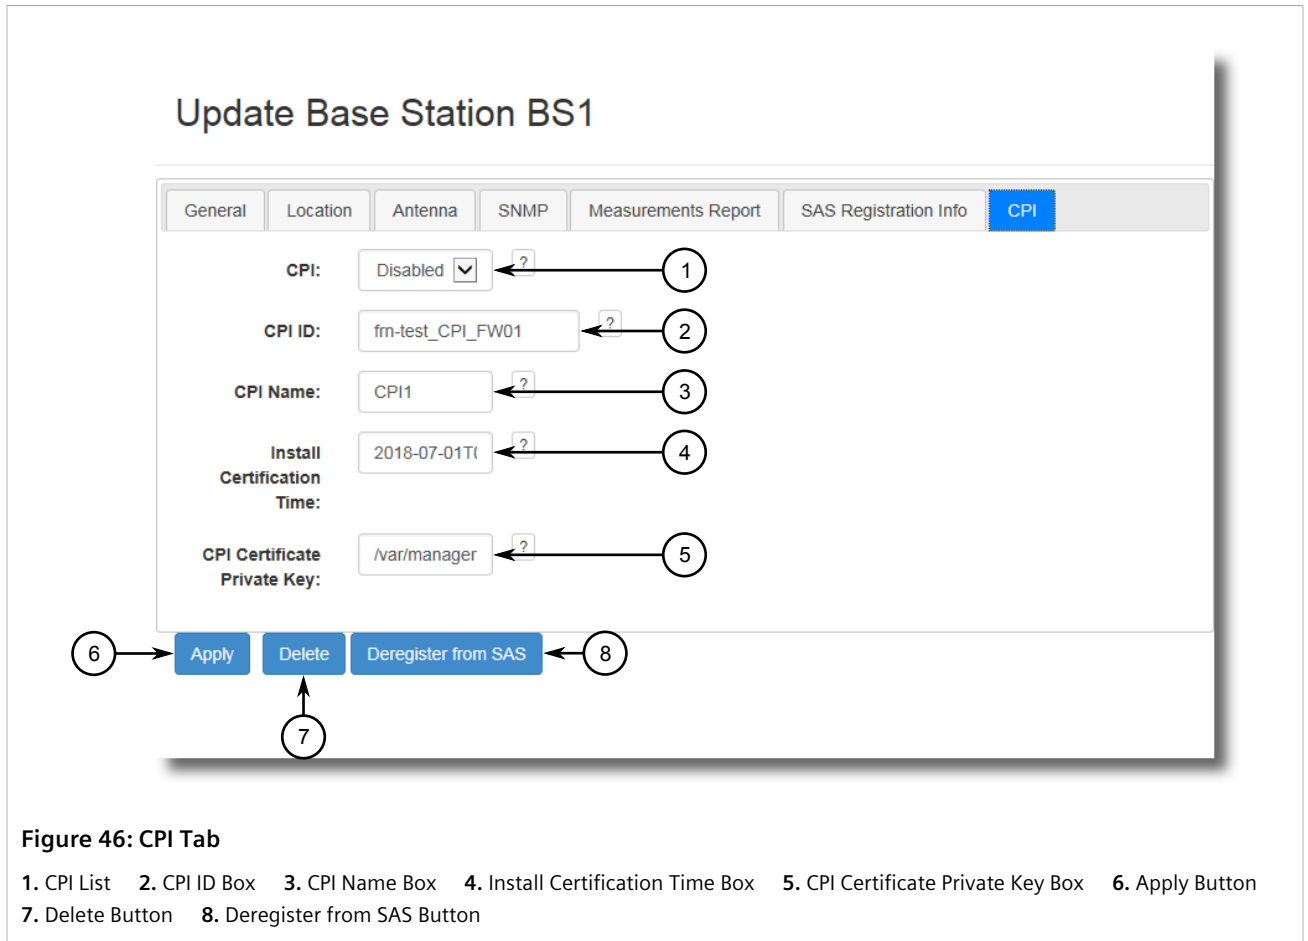 Update Base Station BS1
General Location Antenna SNMP Measurements Report SAS Registration Info CPI
CPI: Disabled ? 1
CPI ID: frn-test_CPI_FW01 ? 2
CPI Name: CPI1 ? 3
Install Certification Time: 2018-07-01T( ? 4
CPI Certificate Private Key: /var/manager ? 5
6 Apply Delete Deregister from SAS 8
7
Figure 46: CPI Tab
1. CPI List 2. CPI ID Box 3. CPI Name Box 4. Install Certification Time Box 5. CPI Certificate Private Key Box 6. Apply Button
7. Delete Button 8. Deregister from SAS Button